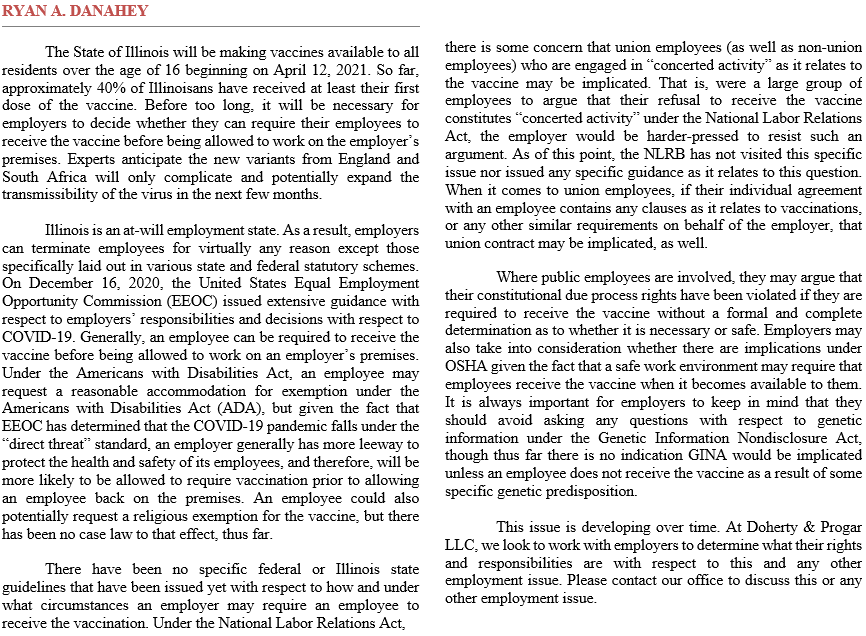 RYAN A. DANAHEY
The State of Illinois will be making vaccines available to all
residents over the age of 16 beginning on April 12, 2021. So far,
approximately 40% of Illinoisans have received at least their first
dose of the vaccine. Before too long, it will be necessary for
employers to decide whether they can require their employees to
receive the vaccine before being allowed to work on the employer's
premises. Experts anticipate the new variants from England and
South Africa will only complicate and potentially expand the
transmissibility of the virus in the next few months.
Illinois is an at-will employment state. As a result, employers
can terminate employees for virtually any reason except those
specifically laid out in various state and federal statutory schemes.
On December 16, 2020, the United States Equal Employment
Opportunity Commission (EEOC) issued extensive guidance with
respect to employers' responsibilities and decisions with respect to
COVID-19. Generally, an employee can be required to receive the
vaccine before being allowed to work on an employer's premises.
Under the Americans with Disabilities Act, an employee may
request a reasonable accommodation for exemption under the
Americans with Disabilities Act (ADA), but given the fact that
EEOC has determined that the COVID-19 pandemic falls under the
“direct threat” standard, an employer generally has more leeway to
protect the health and safety of its employees, and therefore, will be
more likely to be allowed to require vaccination prior to allowing
an employee back on the premises. An employee could also
potentially request a religious exemption for the vaccine, but there
has been no case law to that effect, thus far.
There have been no specific federal or Illinois state
guidelines that have been issued yet with respect to how and under
what circumstances an employer may require an employee to
receive the vaccination. Under the National Labor Relations Act,
there is some concern that union employees (as well as non-union
employees) who are engaged in “concerted activity” as it relates to
the vaccine may be implicated. That is, were a large group of
employees to argue that their refusal to receive the vaccine
constitutes “concerted activity” under the National Labor Relations
Act, the employer would be harder-pressed to resist such an
argument. As of this point, the NLRB has not visited this specific
issue nor issued any specific guidance as it relates to this question.
When it comes to union employees, if their individual agreement
with an employee contains any clauses as it relates to vaccinations,
or any other similar requirements on behalf of the employer, that
union contract may be implicated, as well.
Where public employees are involved, they may argue that
their constitutional due process rights have been violated if they are
required to receive the vaccine without a formal and complete
determination as to whether it is necessary or safe. Employers may
also take into consideration whether there are implications under
OSHA given the fact that a safe work environment may require that
employees receive the vaccine when it becomes available to them.
It is always important for employers to keep in mind that they
should avoid asking any questions with respect to genetic
information under the Genetic Information Nondisclosure Act,
though thus far there is no indication GINA would be implicated
unless an employee does not receive the vaccine as a result of some
specific genetic predisposition.
This issue is developing over time. At Doherty & Progar
LLC, we look to work with employers to determine what their rights
and responsibilities are with respect to this and any other
employment issue. Please contact our office to discuss this or any
other employment issue.